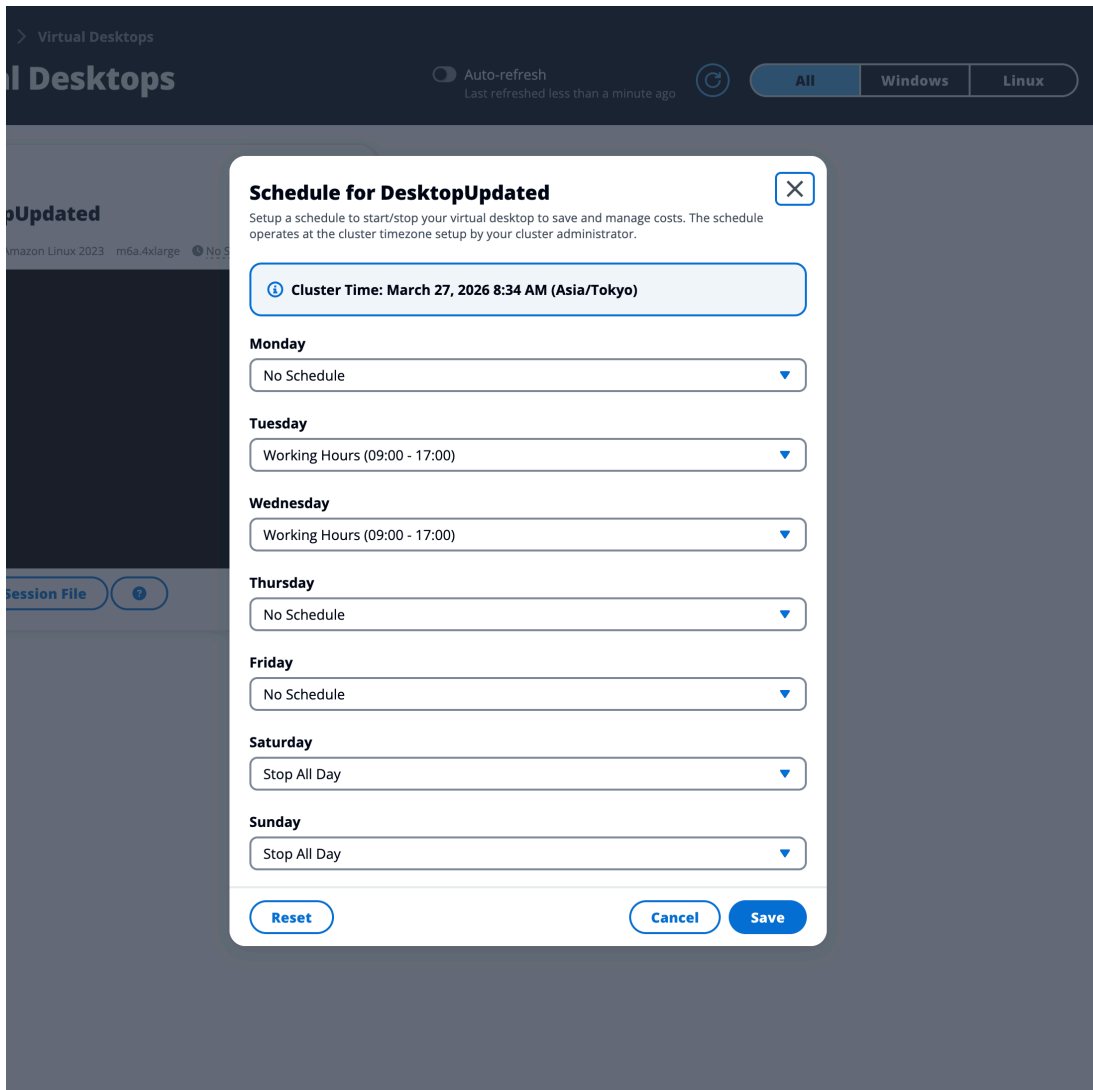 Virtual Desktops
al Desktops
Auto-refresh
Last refreshed less than a minute ago
All
Windows
Linux
pUpdated
Amazon Linux 2023 m6a.4xlarge No S
Session File
Schedule for DesktopUpdated
Setup a schedule to start/stop your virtual desktop to save and manage costs. The schedule
operates at the cluster timezone setup by your cluster administrator.
Cluster Time: March 27, 2026 8:34 AM (Asia/Tokyo)
Monday
No Schedule
Tuesday
Working Hours (09:00 - 17:00)
Wednesday
Working Hours (09:00 - 17:00)
Thursday
No Schedule
Friday
No Schedule
Saturday
Stop All Day
Sunday
Stop All Day
Reset
Cancel
Save